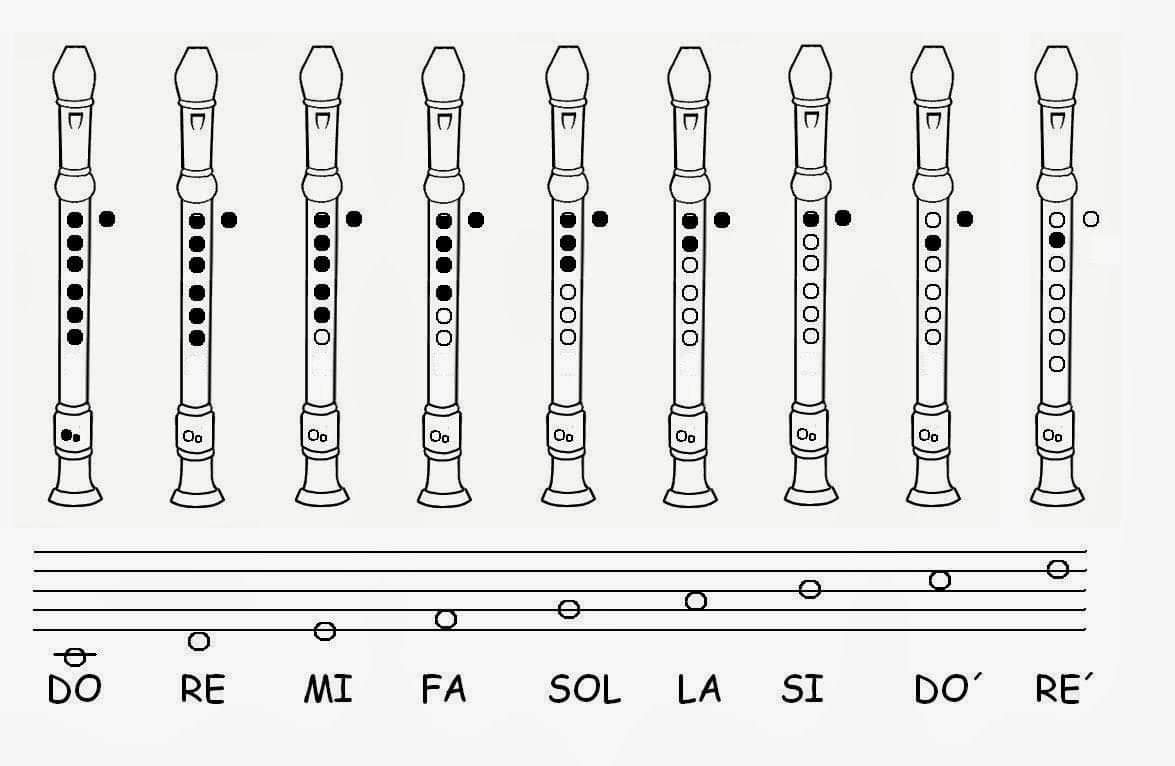 DO RE MI FA SOL LA SI DO´ RE´